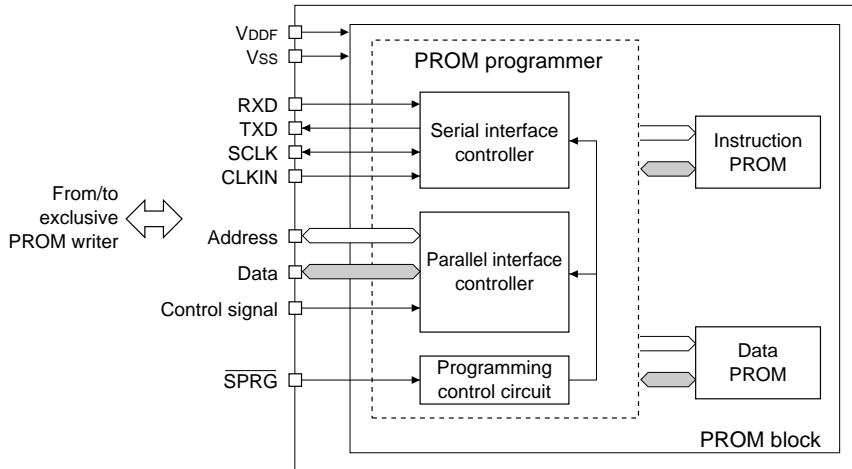 VDDF
VSS
RXD
TXD
SCLK
CLKIN
From/to
exclusive
PROM writer
Address
Data
Control signal
SPRG
PROM programmer
Serial interface
controller
Parallel interface
controller
Programming
control circuit
Instruction
PROM
Data
PROM
PROM block